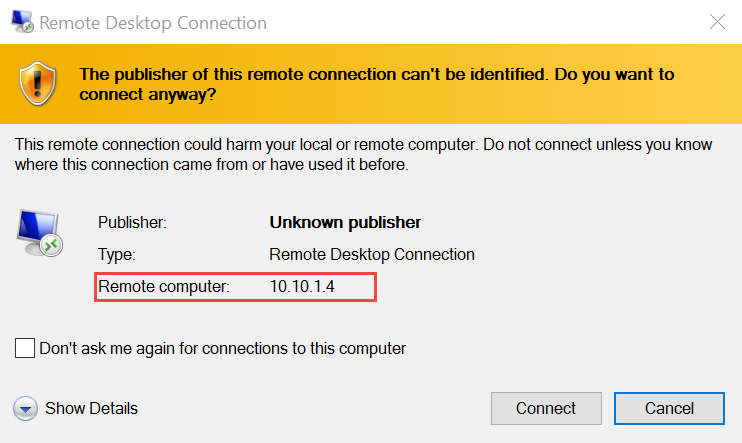 Remote Desktop Connection
The publisher of this remote connection can't be identified. Do you want to
connect anyway?
This remote connection could harm your local or remote computer. Do not connect unless you know
where this connection came from or have used it before.
Publisher: Unknown publisher
Type: Remote Desktop Connection
Remote computer: 10.10.1.4
Don't ask me again for connections to this computer
Show Details Connect Cancel